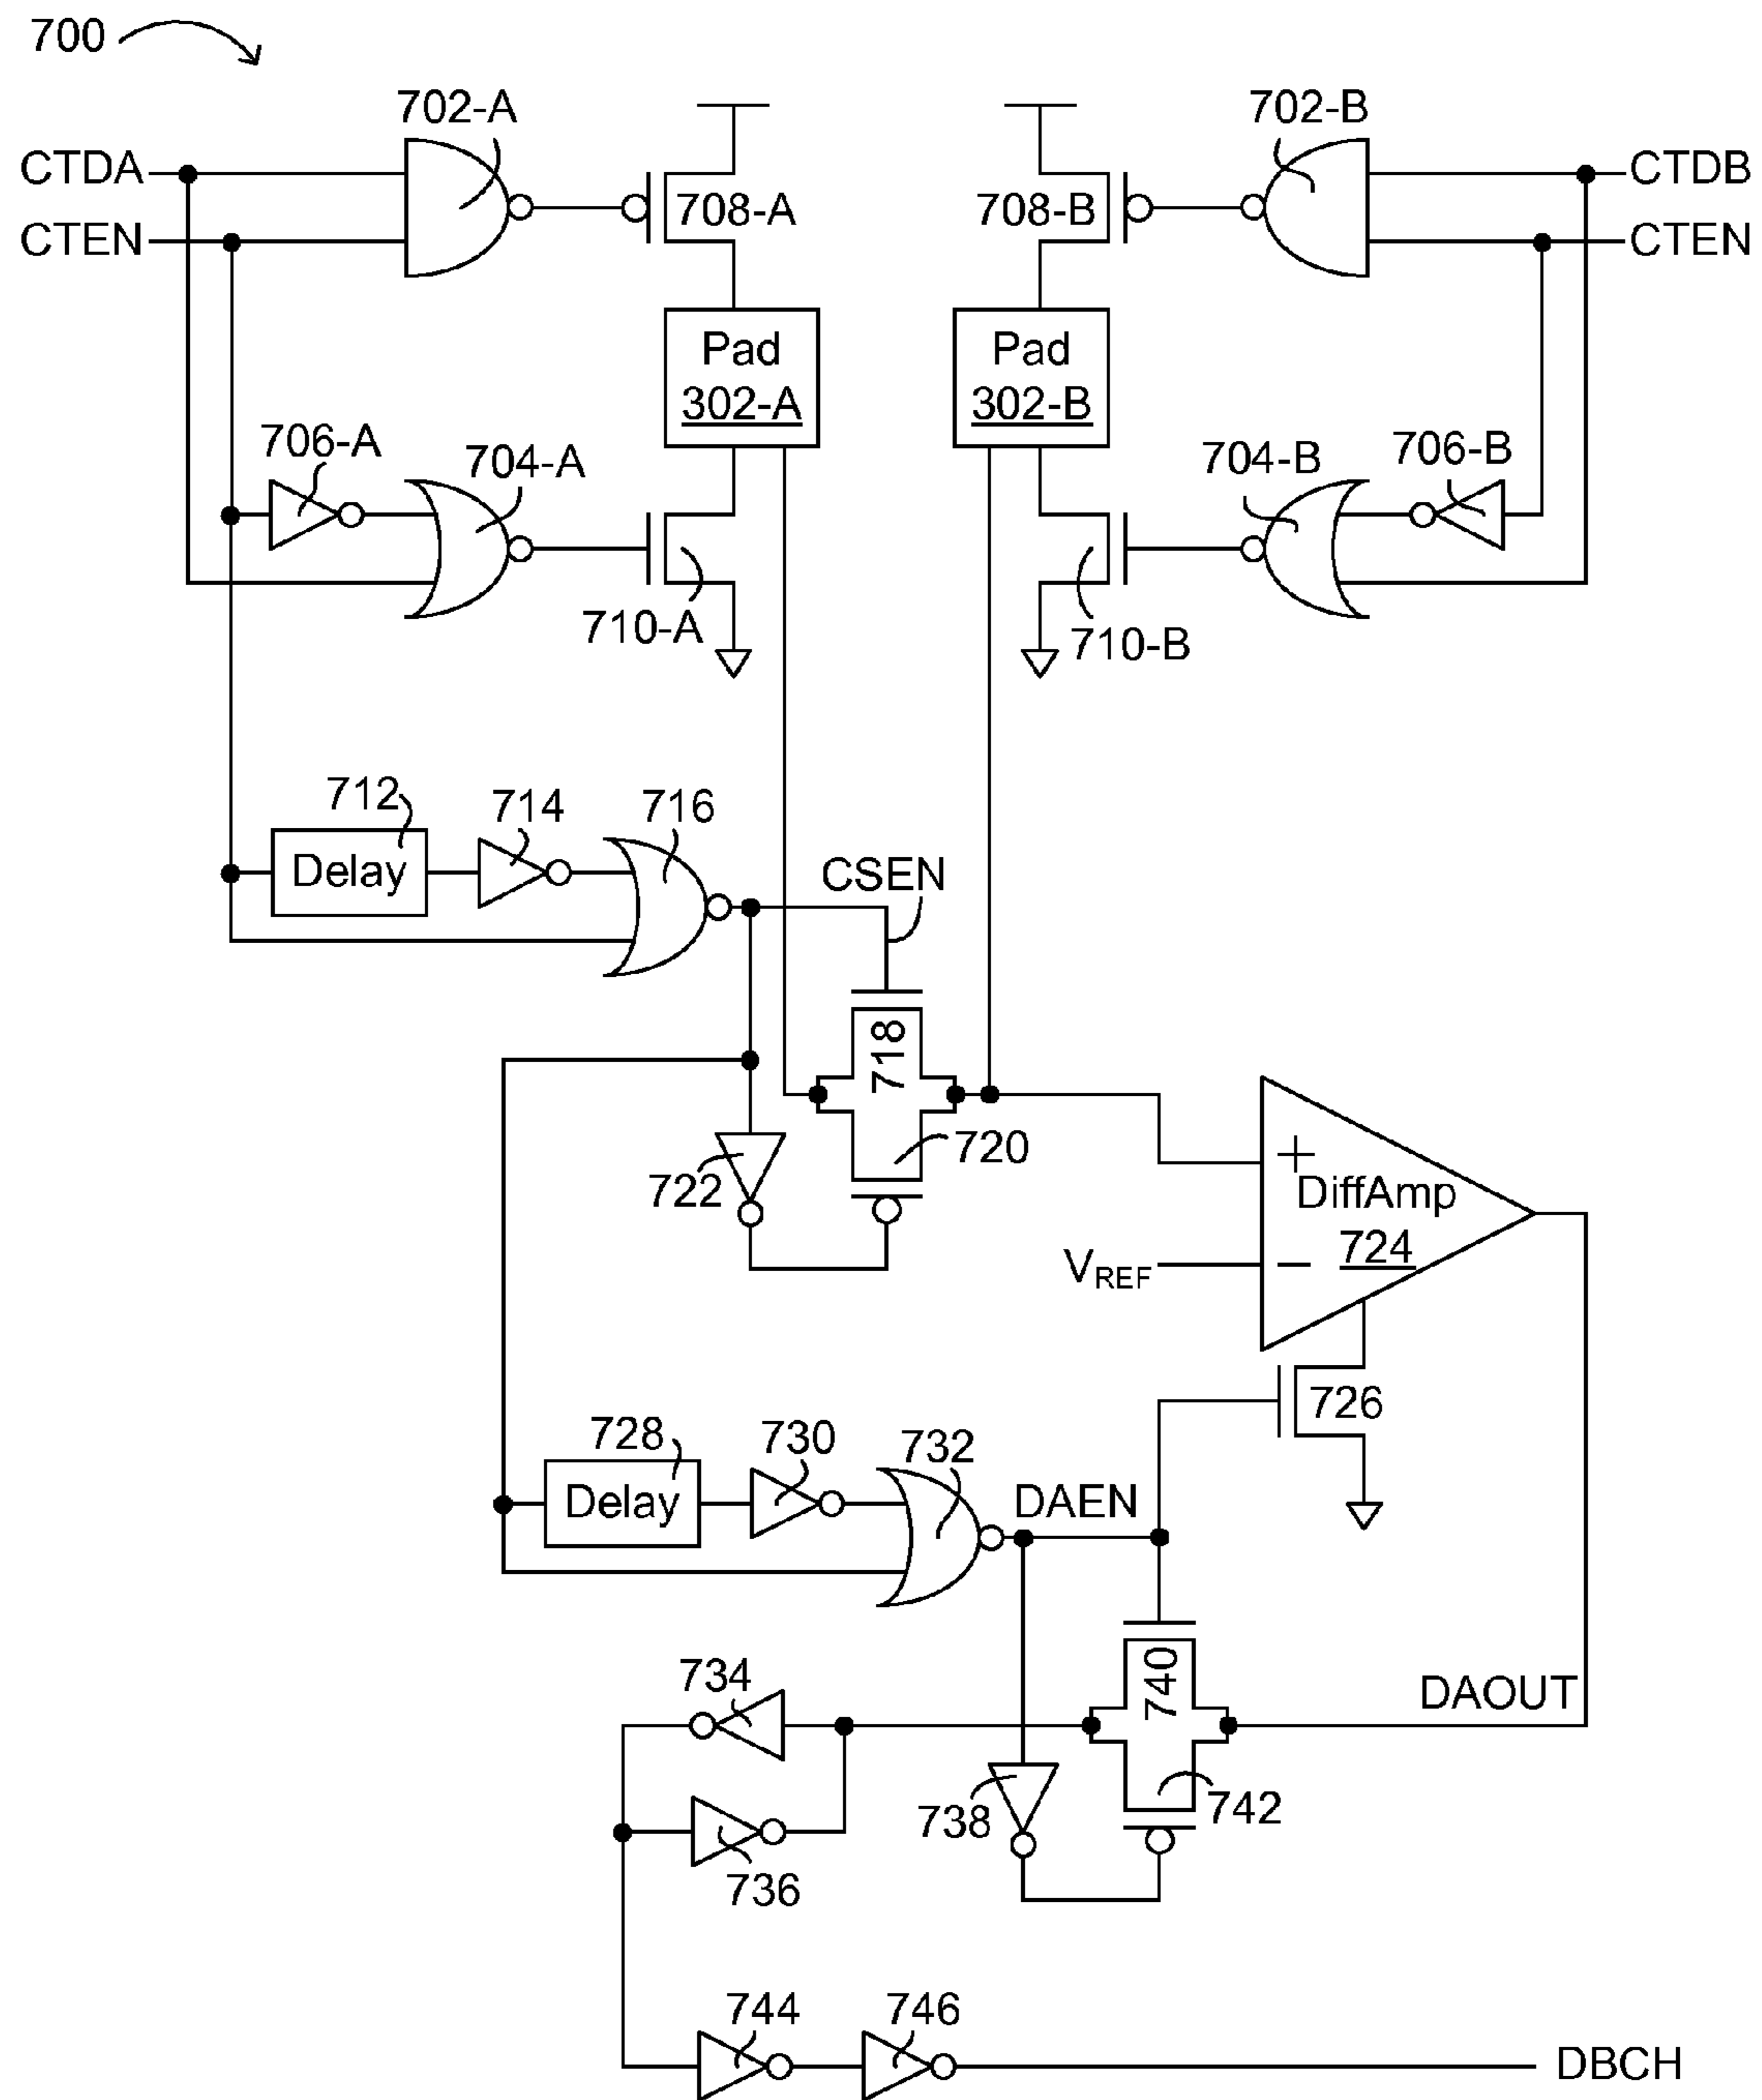 700
702-A
702-B
CTDA
CTDB
708-A
708-B
CTEN
CTEN
Pad
302-A
Pad
302-B
706-A
704-A
704-B
706-B
710-A
710-B
712
714
716
Delay
CSEN
718
720
722
+
DiffAmp
724
VREF
−
726
728
730
732
Delay
DAEN
734
740
DAOUT
738
742
736
744
746
DBCH